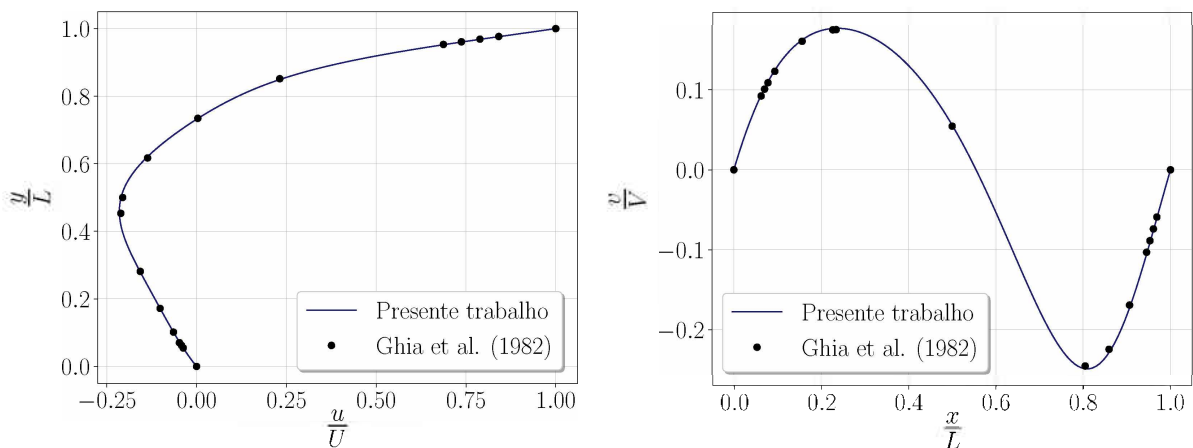 1.0
0.8
0.6
0.4
0.2
0.0
y
L
−0.25 0.00 0.25 0.50 0.75 1.00
u
U
Presente trabalho
Ghia et al. (1982)
0.1
0.0
−0.1
−0.2
v
V
0.0 0.2 0.4 0.6 0.8 1.0
x
L
Presente trabalho
Ghia et al. (1982)